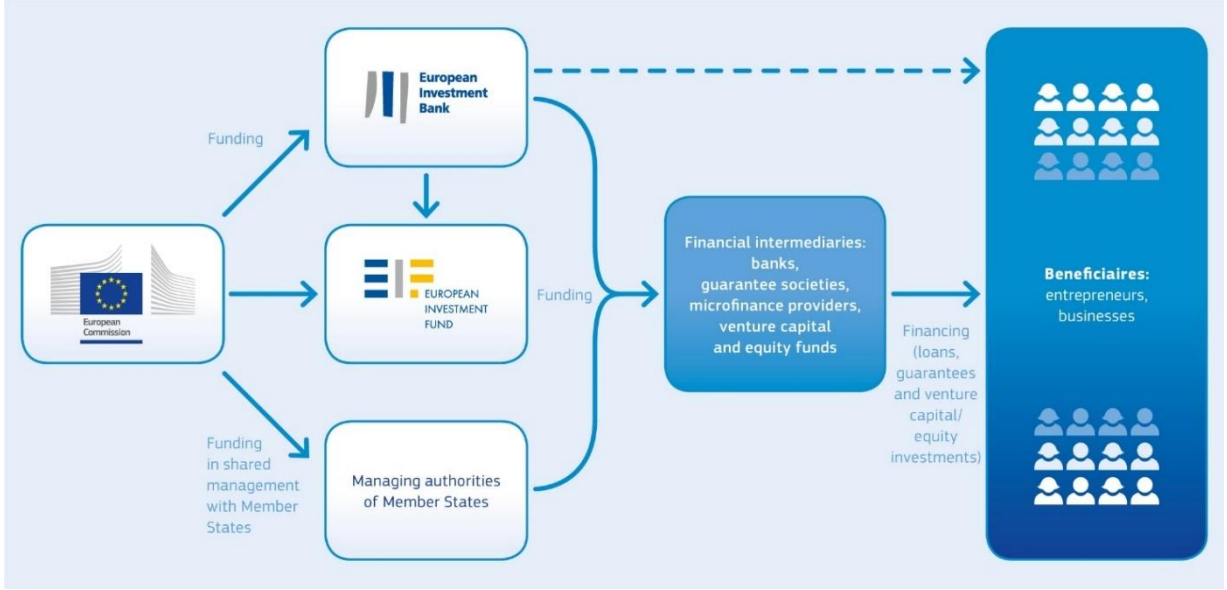 European
Investment
Bank
Funding
European
Commission
EUROPEAN
INVESTMENT
FUND
Funding
Funding
in shared
management
with Member
States
Managing authorities
of Member States
Financial intermediaries:
banks,
guarantee societies,
microfinance providers,
venture capital
and equity funds
Financing
(loans,
guarantees
and venture
capital/
equity
investments)
Beneficiaires:
entrepreneurs,
businesses